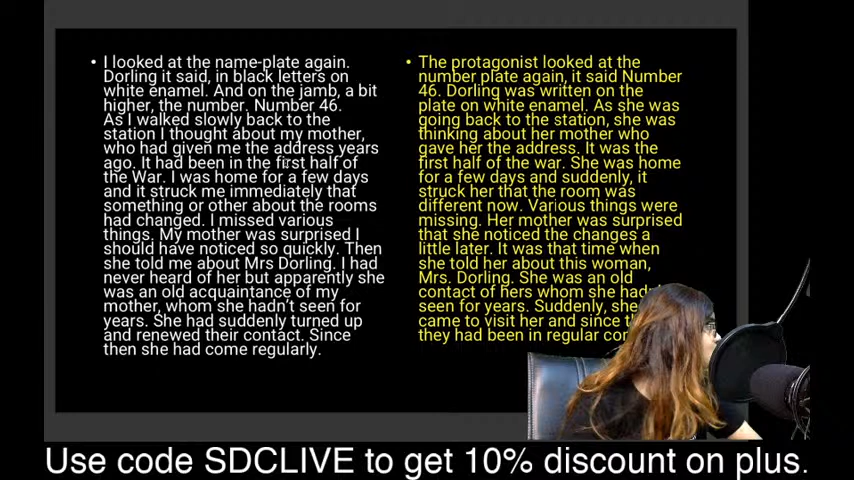 • I looked at the name-plate again.
Dorling it said, in black letters on
white enamel. And on the jamb, a bit
higher, the number. Number 46.
As I walked slowly back to the
station I thought about my mother,
who had given me the address years
ago. It had been in the first half of
the War. I was home for a few days
and it struck me immediately that
something or other about the rooms
had changed. I missed various
things. My mother was surprised I
should have noticed so quickly. Then
she told me about Mrs Dorling. I had
never heard of her but apparently she
was an old acquaintance of my
mother, whom she hadn't seen for
years. She had suddenly turned up
and renewed their contact. Since
then she had come regularly.
• The protagonist looked at the
number plate again, it said Number
46. Dorling was written on the
plate on white enamel. As she was
going back to the station, she was
thinking about her mother who
gave her the address. It was the
first half of the war. She was home
for a few days and suddenly, it
struck her that the room was
different now. Various things were
missing. Her mother was surprised
that she noticed the changes a
little later. It was that time when
she told her about this woman,
Mrs. Dorling. She was an old
contact of hers whom she
seen for years. Suddenly, she
came to visit her and since
they had been in regular
Use code SDCLIVE to get 10% discount on plus.